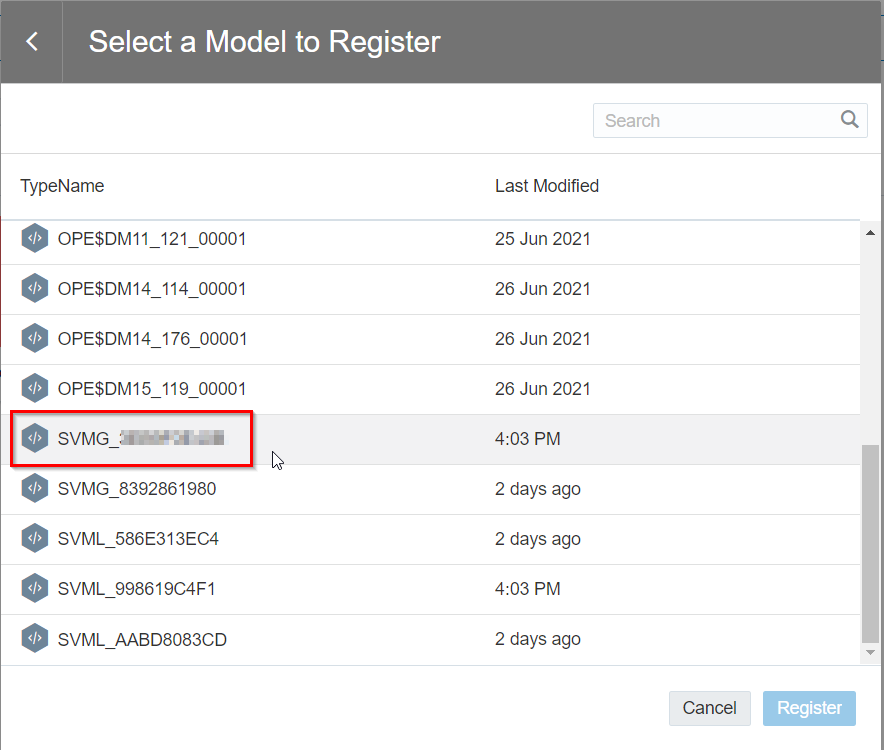 Select a Model to Register
Search
TypeName Last Modified
OPE$DM11_121_00001 25 Jun 2021
OPE$DM14_114_00001 26 Jun 2021
OPE$DM14_176_00001 26 Jun 2021
OPE$DM15_119_00001 26 Jun 2021
SVMG_ 4:03 PM
SVMG_8392861980 2 days ago
SVML_586E313EC4 2 days ago
SVML_998619C4F1 4:03 PM
SVML_AABD8083CD 2 days ago
Cancel Register